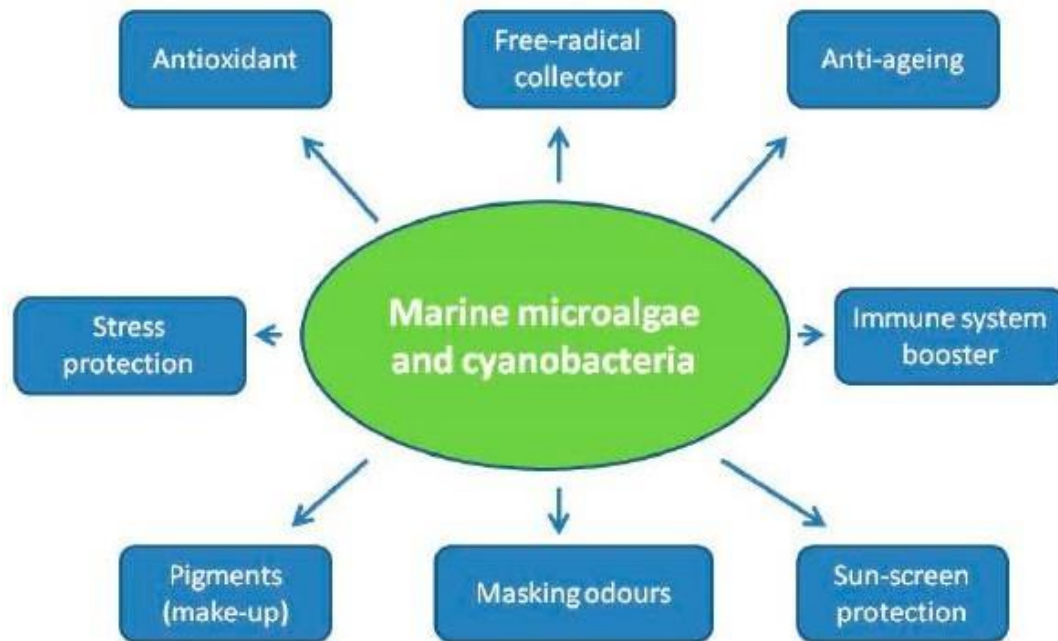 Antioxidant
Free-radical
collector
Anti-ageing
Stress
protection
Marine microalgae
and cyanobacteria
Immune system
booster
Pigments
(make-up)
Masking odours
Sun-screen
protection